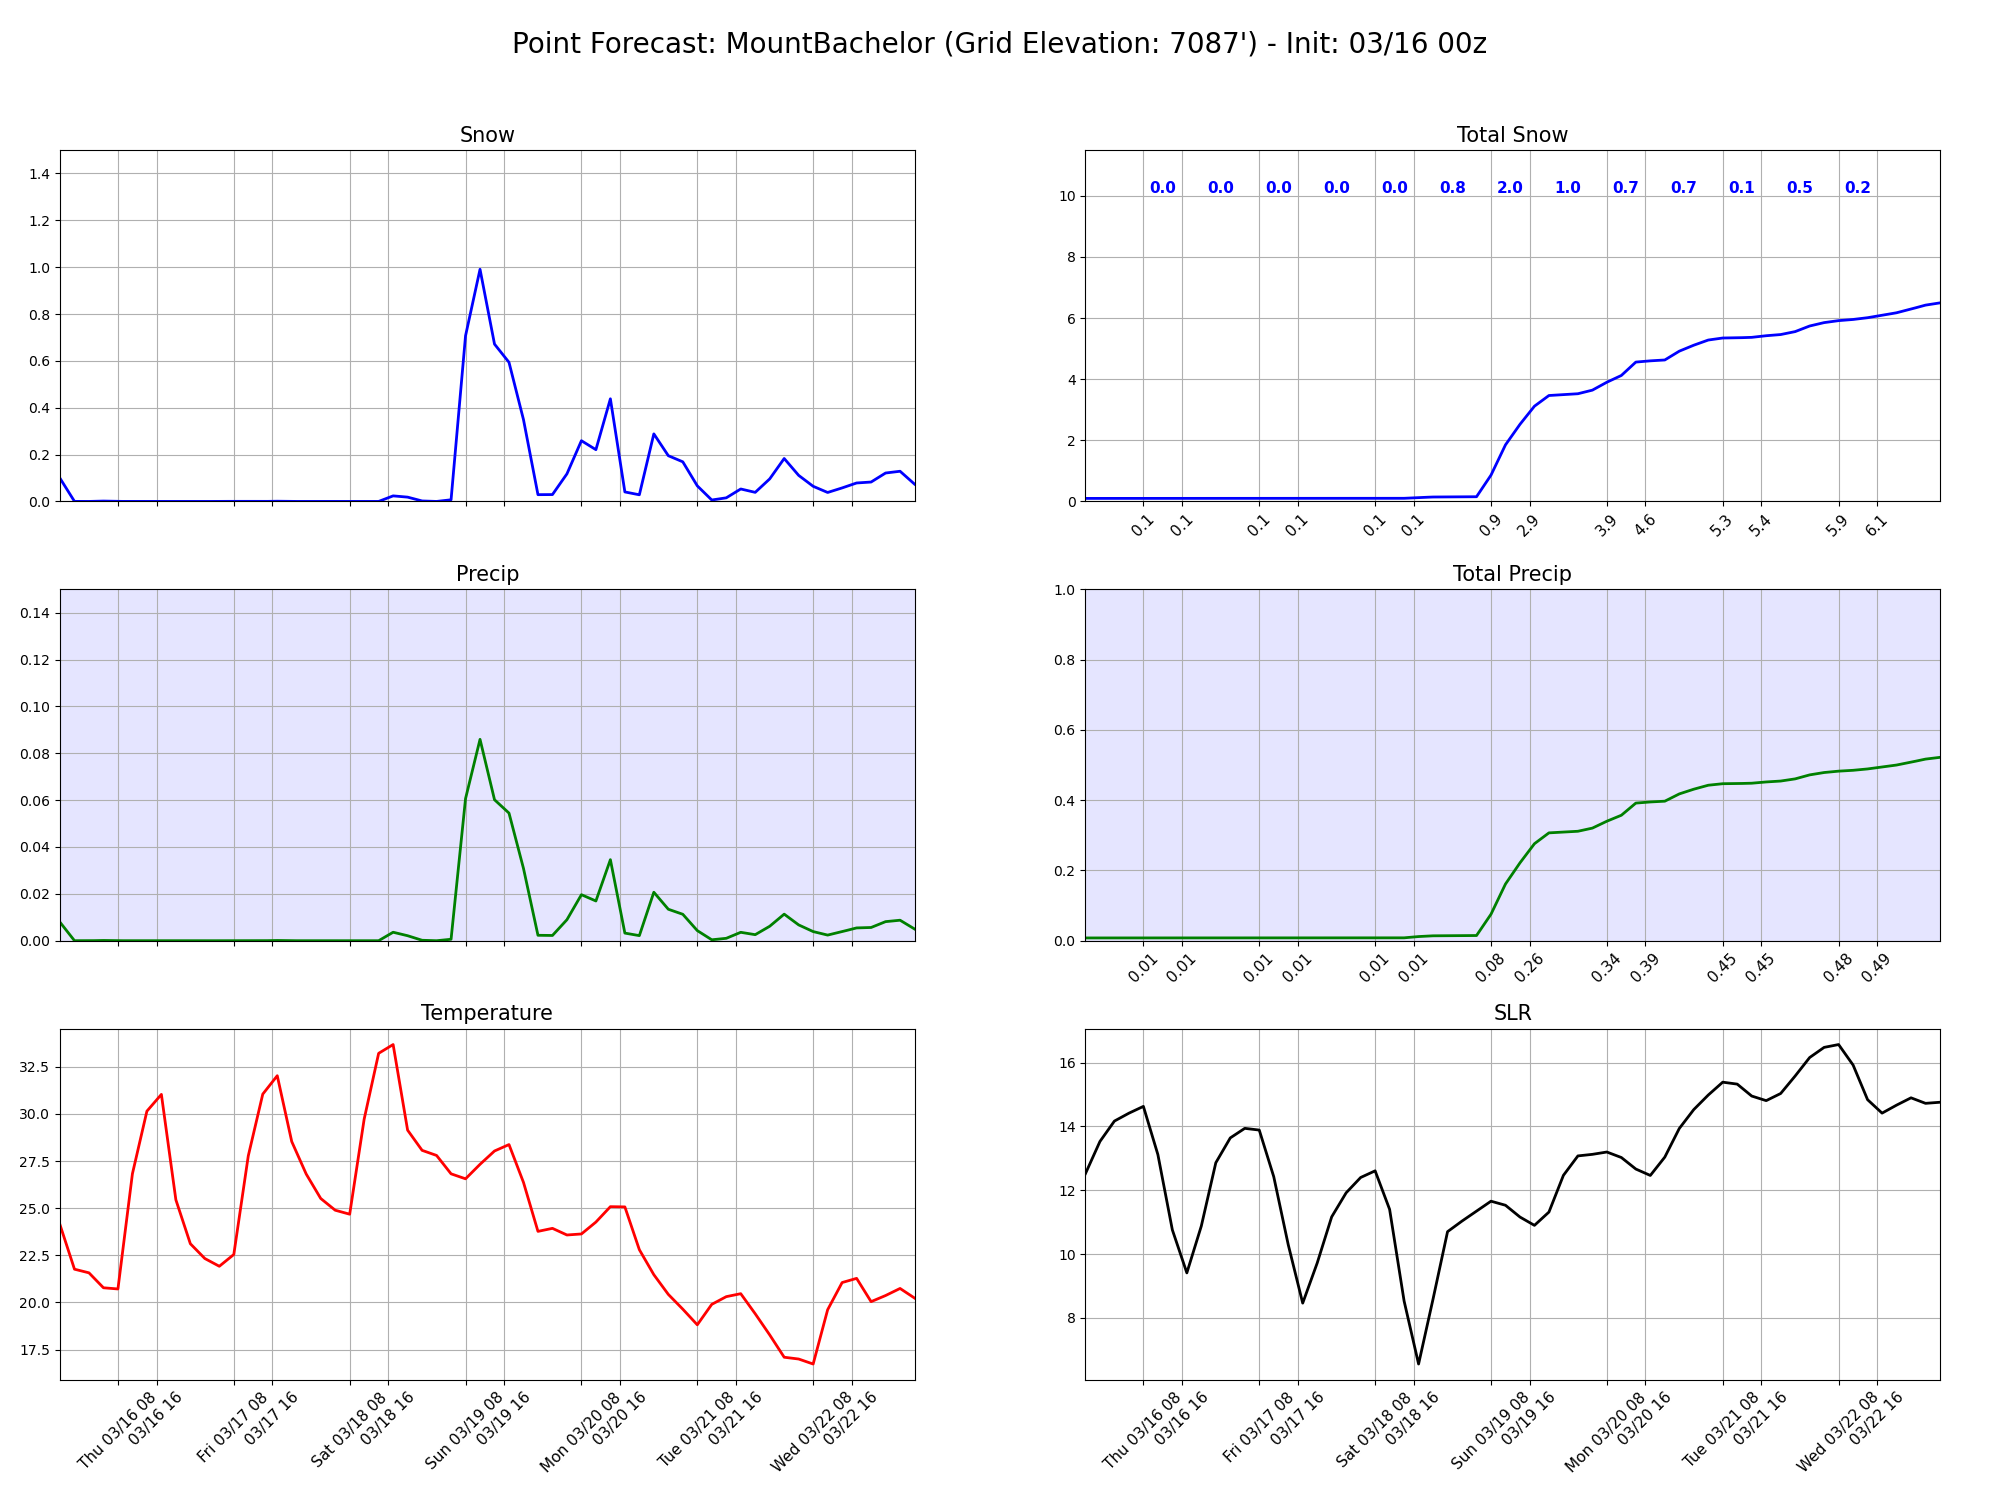 Point Forecast: MountBachelor (Grid Elevation: 7087') - Init: 03/16 00z
Snow
1.4
1.2
1.0
0.8
0.6
0.4
0.2
0.0
Total Snow
0.0 0.0 0.0 0.0 0.0 0.8 2.0 1.0 0.7 0.7 0.1 0.5 0.2
10
8
6
4
2
0
0.1 0.1 0.1 0.1 0.1 0.1 0.9 2.9 3.9 4.6 5.3 5.4 5.9 6.1
Precip
0.14
0.12
0.10
0.08
0.06
0.04
0.02
0.00
Total Precip
1.0
0.8
0.6
0.4
0.2
0.0
0.01 0.01 0.01 0.01 0.01 0.01 0.08 0.26 0.34 0.39 0.45 0.45 0.48 0.49
Temperature
32.5
30.0
27.5
25.0
22.5
20.0
17.5
Thu 03/16 08
03/16 16
Fri 03/17 08
03/17 16
Sat 03/18 08
03/18 16
Sun 03/19 08
03/19 16
Mon 03/20 08
03/20 16
Tue 03/21 08
03/21 16
Wed 03/22 08
03/22 16
SLR
16
14
12
10
8
Thu 03/16 08
03/16 16
Fri 03/17 08
03/17 16
Sat 03/18 08
03/18 16
Sun 03/19 08
03/19 16
Mon 03/20 08
03/20 16
Tue 03/21 08
03/21 16
Wed 03/22 08
03/22 16